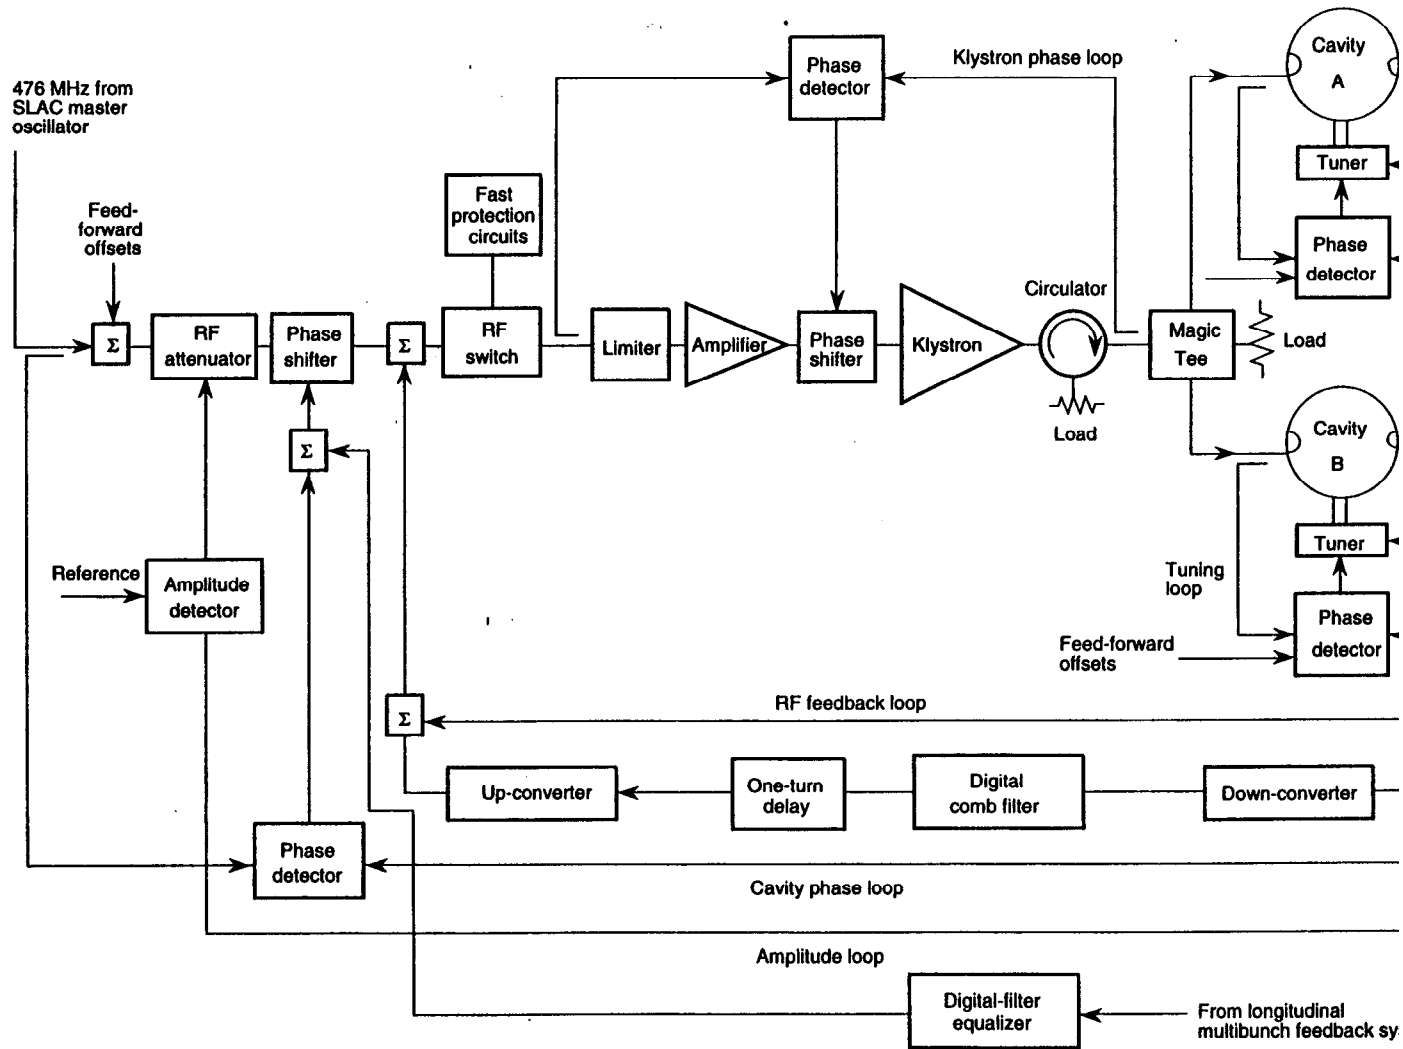 476 MHz from
SLAC master
oscillator
Feed-
forward
offsets
Σ
RF
attenuator
Phase
shifter
Σ
Σ
Fast
protection
circuits
RF
switch
Phase
detector
Klystron phase loop
Limiter
Amplifier
Phase
shifter
Klystron
Circulator
Load
Magic
Tee
Load
Cavity
A
Tuner
Phase
detector
Cavity
B
Tuner
Tuning
loop
Phase
detector
Feed-forward
offsets
Reference
Amplitude
detector
Σ
RF feedback loop
Up-converter
One-turn
delay
Digital
comb filter
Down-converter
Phase
detector
Cavity phase loop
Amplitude loop
Digital-filter
equalizer
From longitudinal
multibunch feedback sy